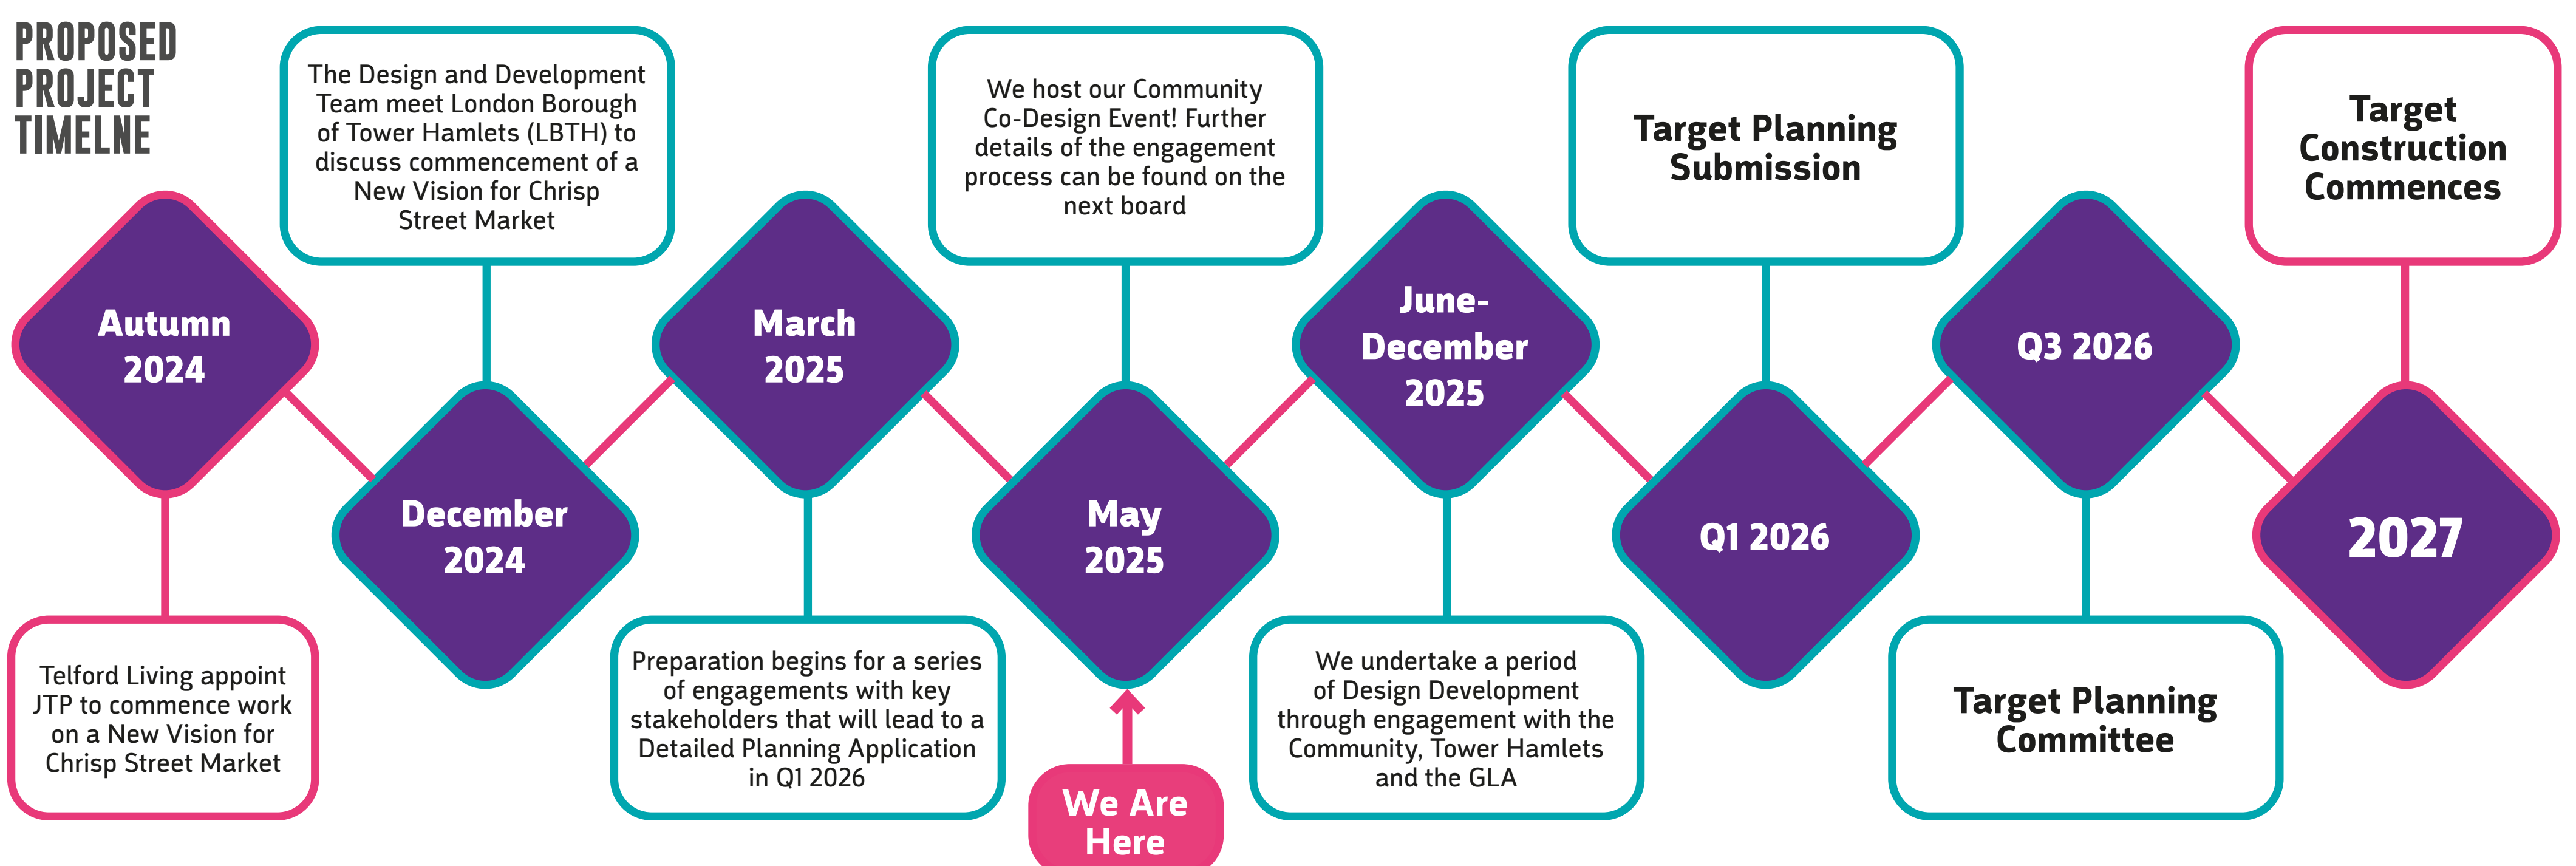 PROPOSED
PROJECT
TIMELNE
Autumn
2024
Telford Living appoint
JTP to commence work
on a New Vision for
Chrisp Street Market
The Design and Development
Team meet London Borough
of Tower Hamlets (LBTH) to
discuss commencement of a
New Vision for Chrisp
Street Market
December
2024
March
2025
Preparation begins for a series
of engagements with key
stakeholders that will lead to a
Detailed Planning Application
in Q1 2026
We host our Community
Co-Design Event! Further
details of the engagement
process can be found on the
next board
May
2025
We Are
Here
June-
December
2025
We undertake a period
of Design Development
through engagement with the
Community, Tower Hamlets
and the GLA
Target Planning
Submission
Q1 2026
Q3 2026
Target Planning
Committee
Target
Construction
Commences
2027